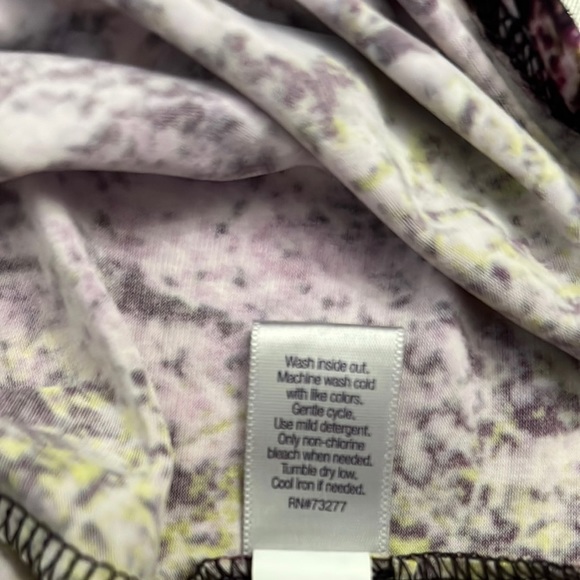 Wash inside out.
Machine wash cold
with like colors.
Gentle cycle.
Use mild detergent.
Only non-chlorine
bleach when needed.
Tumble dry low.
Cool iron if needed.
RN#73277